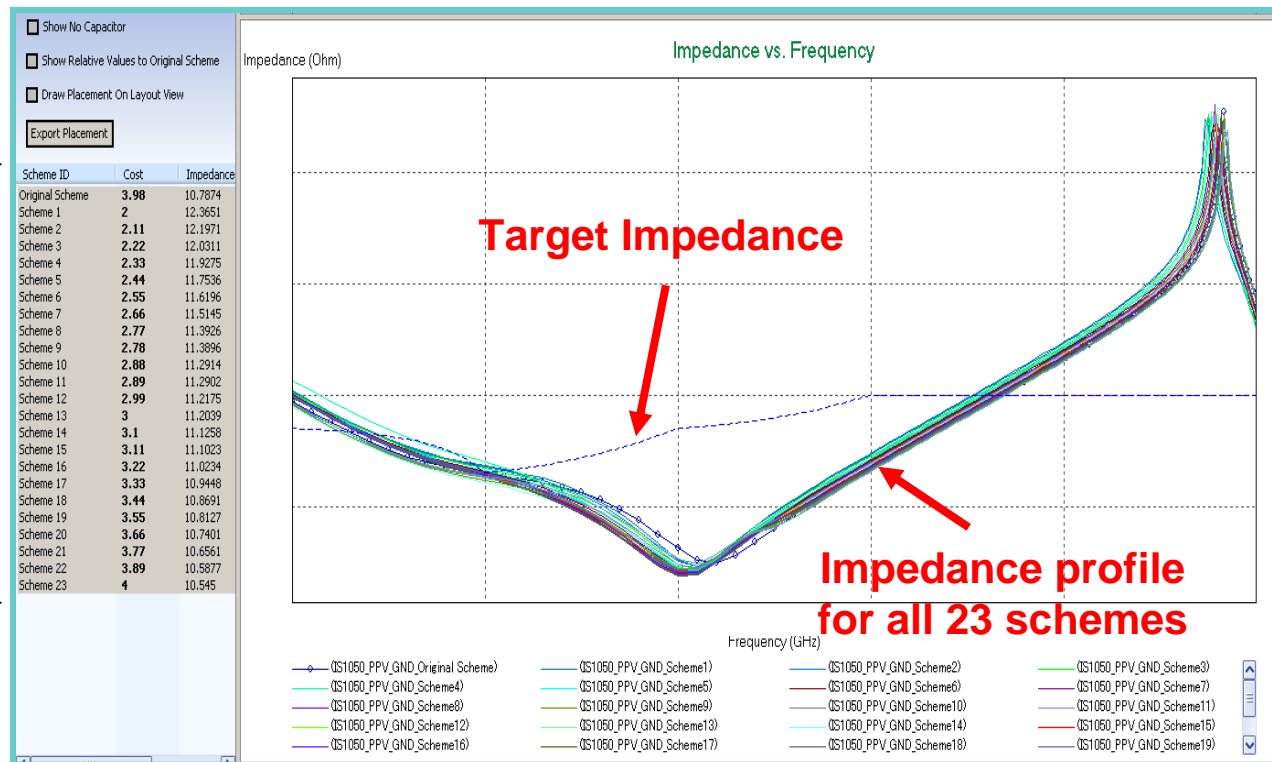 Show No Capacitor
Show Relative Values to Original Scheme
Draw Placement On Layout View
Export Placement
Scheme ID Cost Impedance
Original Scheme 3.98 10.7874
Scheme 1 2 12.3651
Scheme 2 2.11 12.1971
Scheme 3 2.22 12.0311
Scheme 4 2.33 11.9275
Scheme 5 2.44 11.7536
Scheme 6 2.55 11.6196
Scheme 7 2.66 11.5145
Scheme 8 2.77 11.3926
Scheme 9 2.78 11.3896
Scheme 10 2.88 11.2914
Scheme 11 2.89 11.2902
Scheme 12 2.99 11.2175
Scheme 13 3 11.2039
Scheme 14 3.1 11.1258
Scheme 15 3.11 11.1023
Scheme 16 3.22 11.0234
Scheme 17 3.33 10.9448
Scheme 18 3.44 10.8691
Scheme 19 3.55 10.8127
Scheme 20 3.66 10.7401
Scheme 21 3.77 10.6561
Scheme 22 3.89 10.5877
Scheme 23 4 10.545
Impedance vs. Frequency
Impedance (Ohm)
Target Impedance
Impedance profile
for all 23 schemes
Frequency (GHz)
(IS1050_PPV_GND_Original Scheme) (IS1050_PPV_GND_Scheme1) (IS1050_PPV_GND_Scheme2) (IS1050_PPV_GND_Scheme3)
(IS1050_PPV_GND_Scheme4) (IS1050_PPV_GND_Scheme5) (IS1050_PPV_GND_Scheme6) (IS1050_PPV_GND_Scheme7)
(IS1050_PPV_GND_Scheme8) (IS1050_PPV_GND_Scheme9) (IS1050_PPV_GND_Scheme10) (IS1050_PPV_GND_Scheme11)
(IS1050_PPV_GND_Scheme12) (IS1050_PPV_GND_Scheme13) (IS1050_PPV_GND_Scheme14) (IS1050_PPV_GND_Scheme15)
(IS1050_PPV_GND_Scheme16) (IS1050_PPV_GND_Scheme17) (IS1050_PPV_GND_Scheme18) (IS1050_PPV_GND_Scheme19)